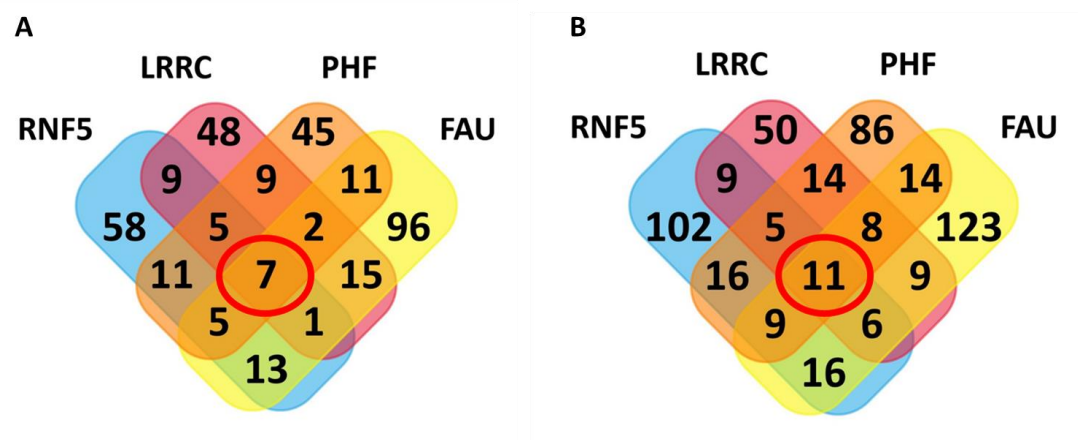 A
B
LRRC PHF
LRRC PHF
RNF5 FAU
RNF5 FAU
48 45
9 9 11
58 5 2 96
11 7 15
5 1
13
50 86
9 14 14
102 5 8 123
16 11 9
9 6
16